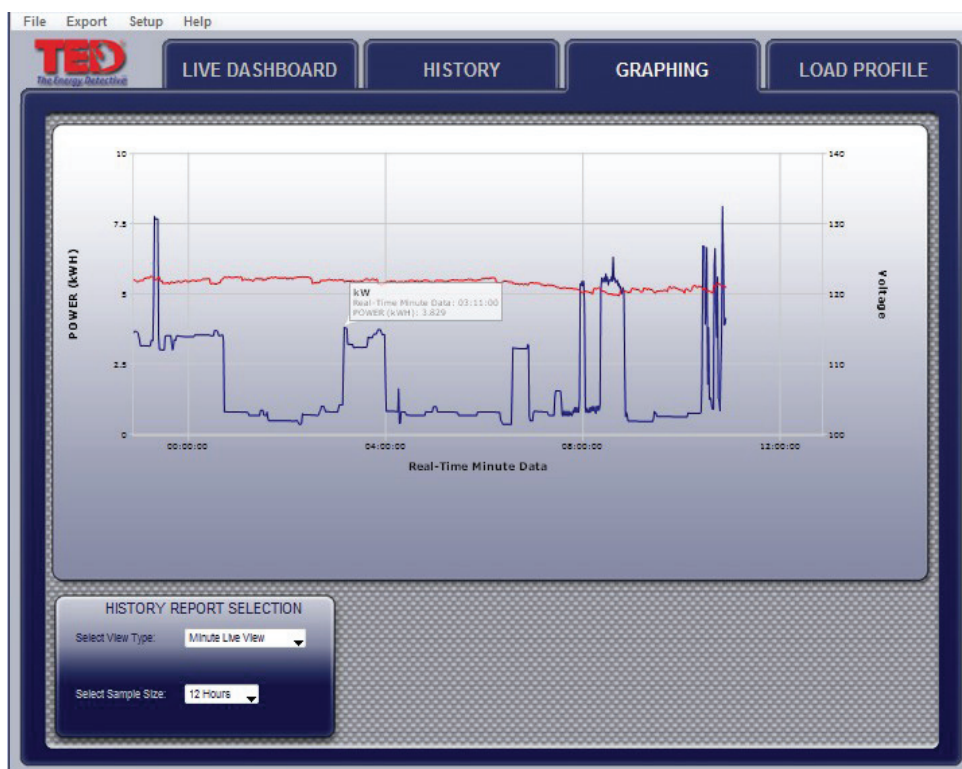 File Export Setup Help
TED
The Energy Detective
LIVE DASHBOARD HISTORY GRAPHING LOAD PROFILE
10 140
7.5 130
5 120
2.5 110
0 100
POWER (kWH)
Voltage
kW
Real-Time Minute Data: 03:11:00
POWER (kWH): 3.829
00:00:00 04:00:00 08:00:00 12:00:00
Real-Time Minute Data
HISTORY REPORT SELECTION
Select View Type: Minute Live View
Select Sample Size: 12 Hours